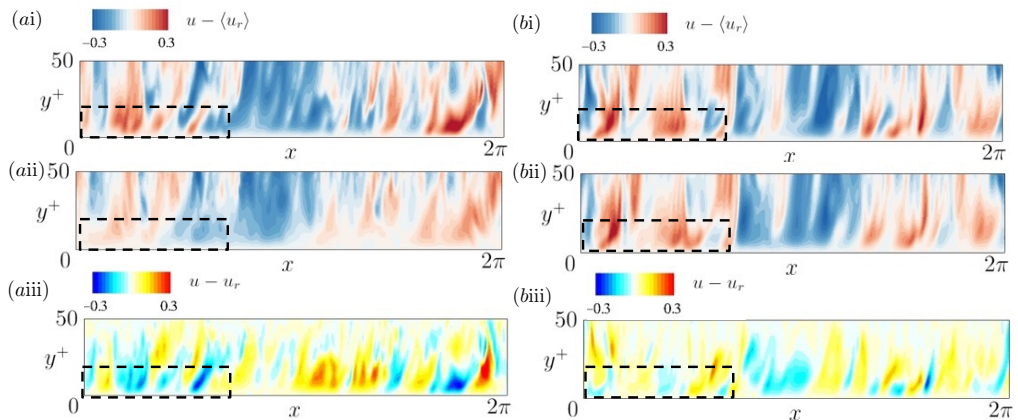 (ai) u − ⟨u_r⟩
−0.3 0.3
50
y⁺
0 x 2π
(aii) 50
y⁺
0 x 2π
(aiii) u − u_r
−0.3 0.3
50
y⁺
0 x 2π
(bi) u − ⟨u_r⟩
−0.3 0.3
50
y⁺
0 x 2π
(bii) 50
y⁺
0 x 2π
(biii) u − u_r
−0.3 0.3
50
y⁺
0 x 2π